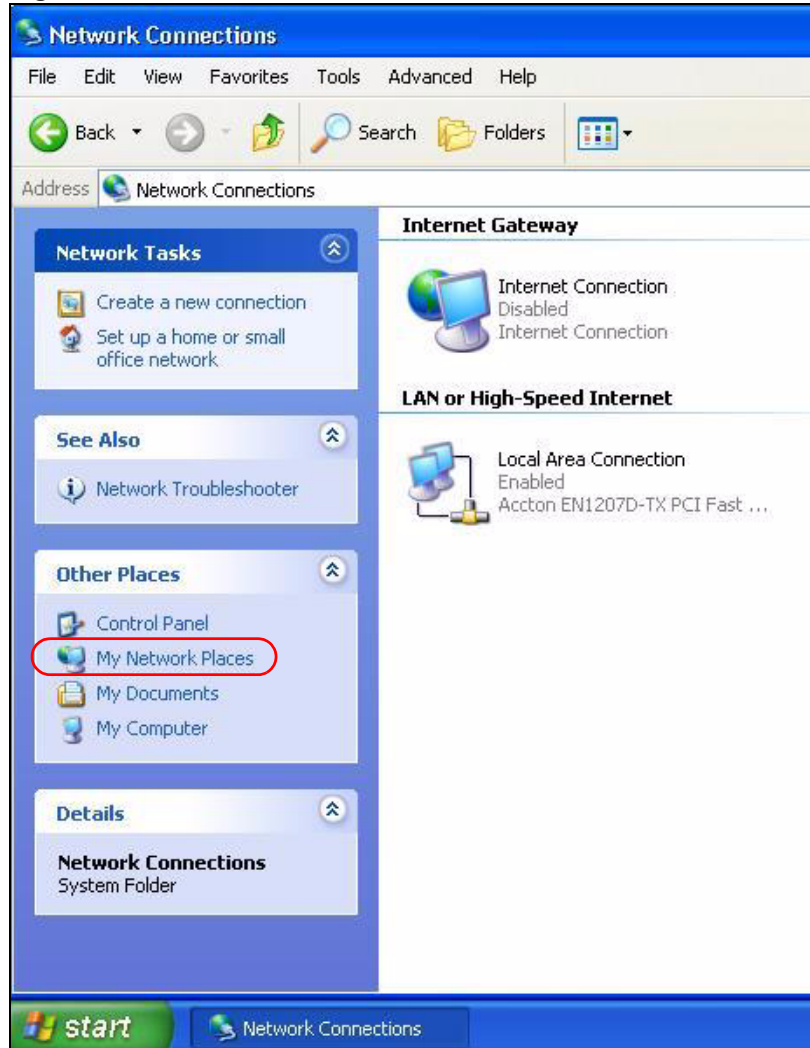 Network Connections
File Edit View Favorites Tools Advanced Help
Back Search Folders
Address Network Connections
Network Tasks
Create a new connection
Set up a home or small
office network
See Also
Network Troubleshooter
Other Places
Control Panel
My Network Places
My Documents
My Computer
Details
Network Connections
System Folder
Internet Gateway
Internet Connection
Disabled
Internet Connection
LAN or High-Speed Internet
Local Area Connection
Enabled
Accton EN1207D-TX PCI Fast ...
start Network Connections